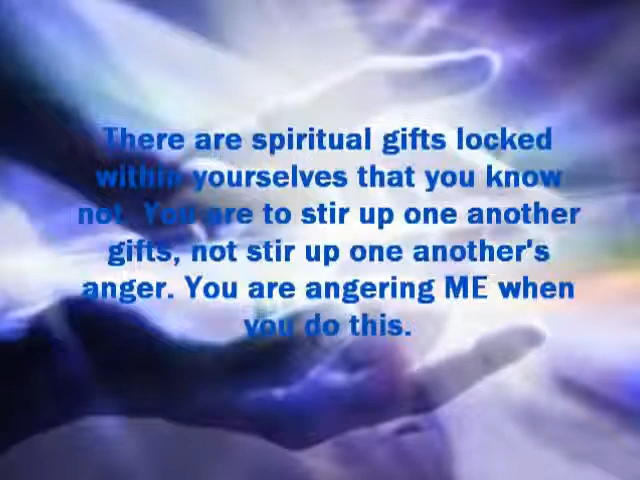 There are spiritual gifts locked
within yourselves that you know
not. You are to stir up one another
gifts, not stir up one another's
anger. You are angering ME when
you do this.